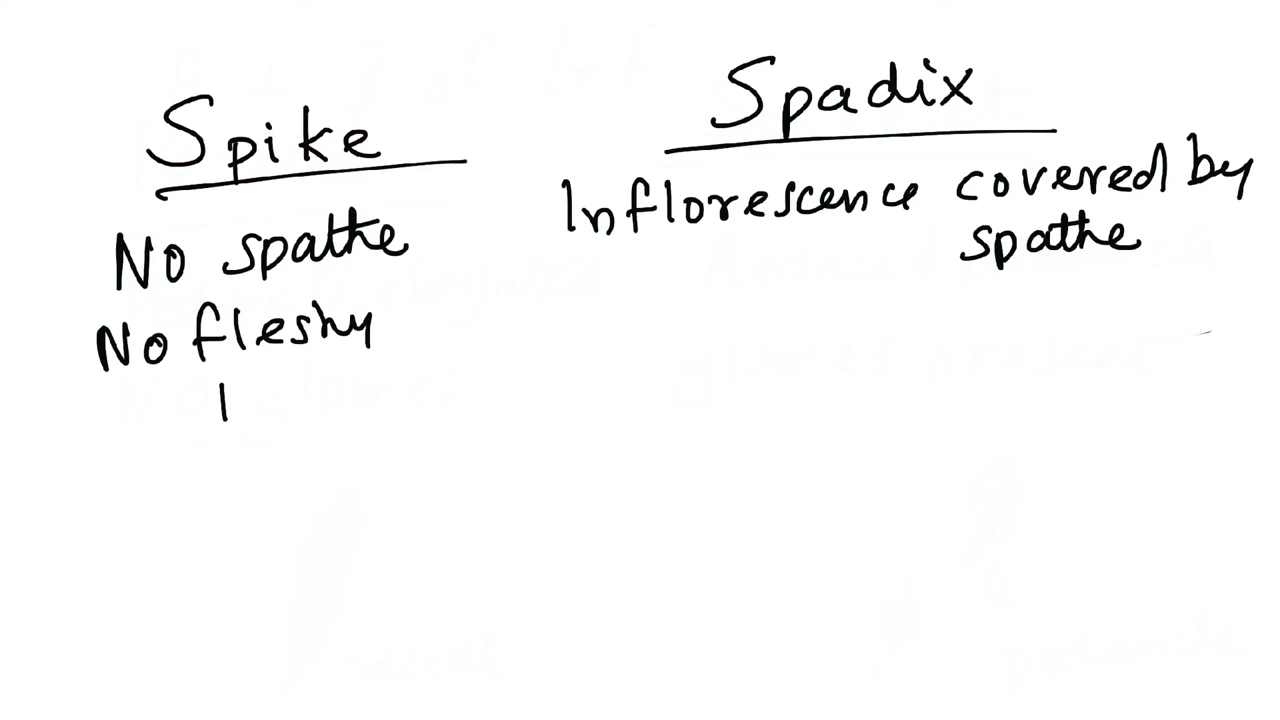 Spike
No spathe
No fleshy
Spadix
Inflorescence covered by
spathe